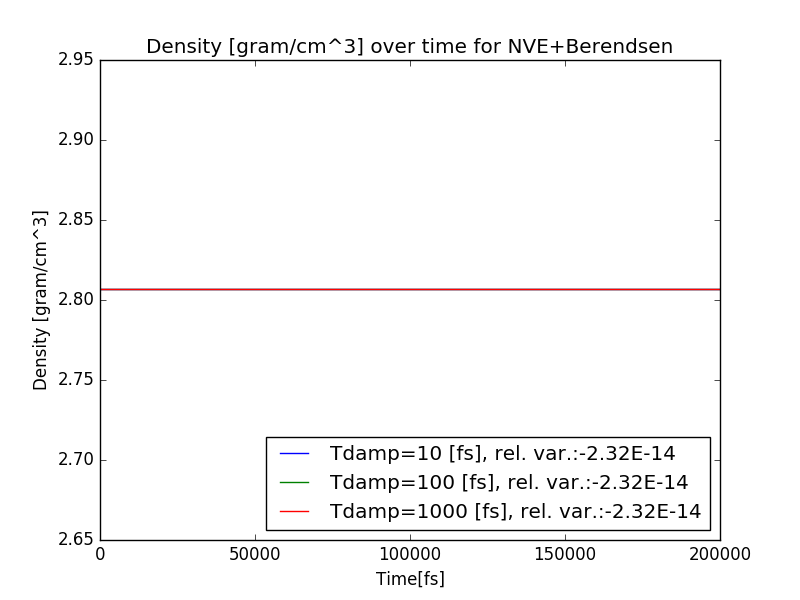 Density [gram/cm^3] over time for NVE+Berendsen
2.95
2.90
2.85
2.80
2.75
2.70
2.65
Density [gram/cm^3]
Tdamp=10 [fs], rel. var.:-2.32E-14
Tdamp=100 [fs], rel. var.:-2.32E-14
Tdamp=1000 [fs], rel. var.:-2.32E-14
0 50000 100000 150000 200000
Time[fs]